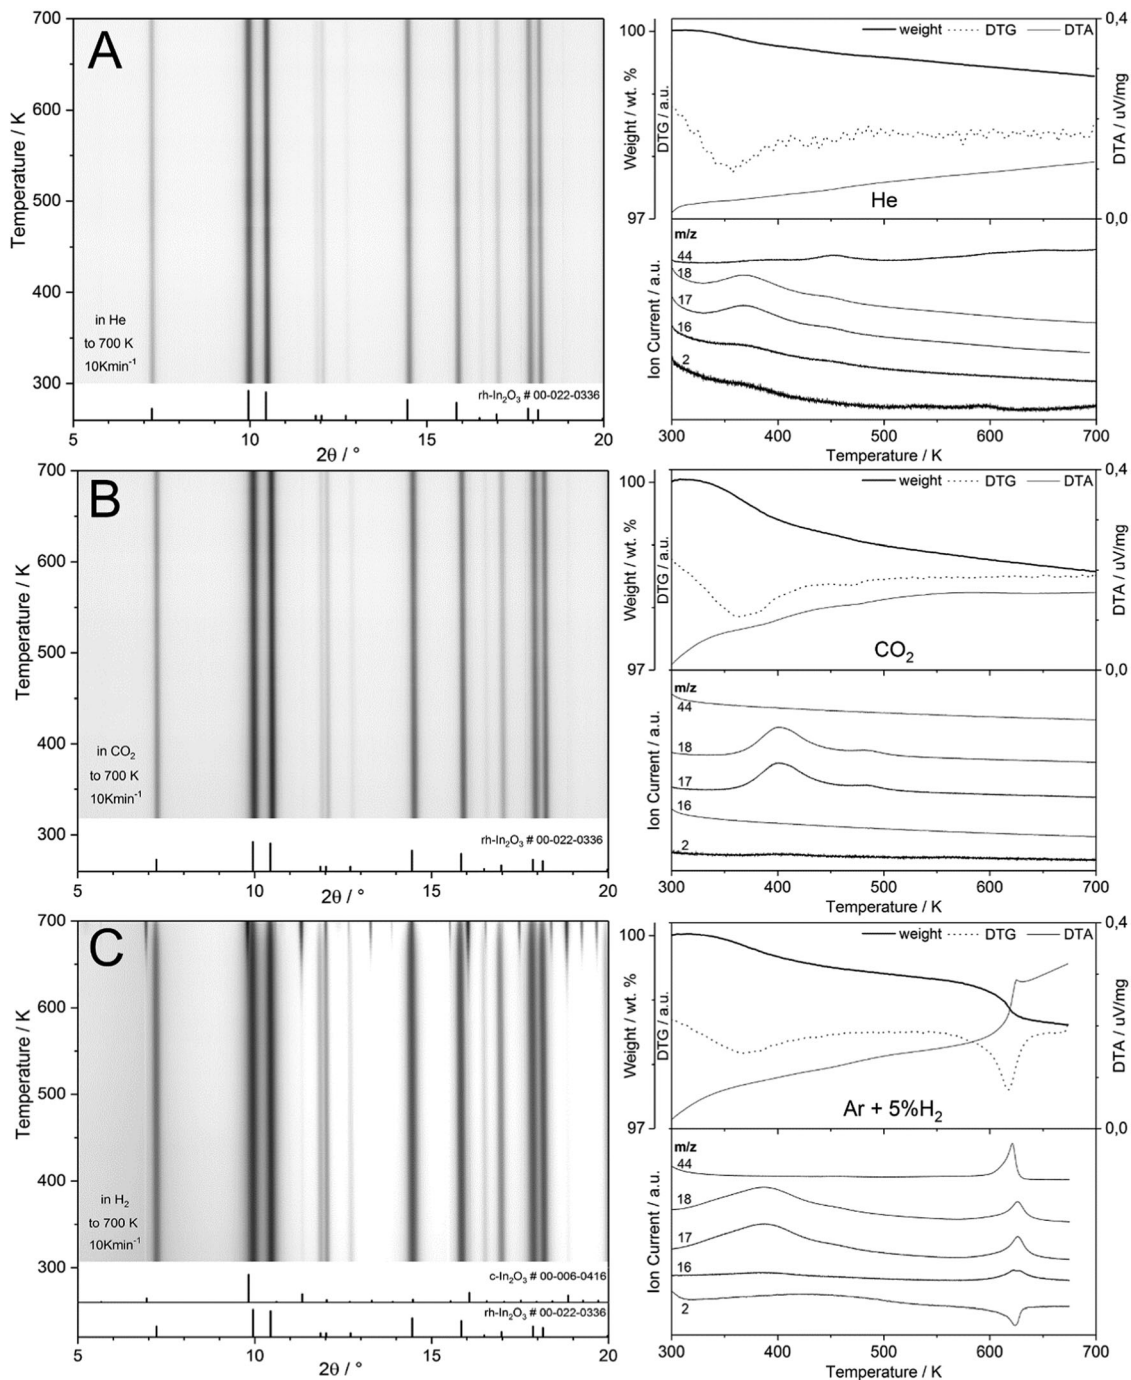 A
Temperature / K
700
600
500
400
300
in He
to 700 K
10Kmin⁻¹
rh-In₂O₃ # 00-022-0336
5 10 15 20
2θ / °
weight DTG DTA
100
97
Weight / wt. %
DTG / a.u.
0,4
0,0
DTA / uV/mg
He
m/z
44
18
17
16
2
Ion Current / a.u.
300 400 500 600 700
Temperature / K
B
Temperature / K
700
600
500
400
300
in CO₂
to 700 K
10Kmin⁻¹
rh-In₂O₃ # 00-022-0336
5 10 15 20
2θ / °
weight DTG DTA
100
97
Weight / wt. %
DTG / a.u.
0,4
0,0
DTA / uV/mg
CO₂
m/z
44
18
17
16
2
Ion Current / a.u.
300 400 500 600 700
Temperature / K
C
Temperature / K
700
600
500
400
300
in H₂
to 700 K
10Kmin⁻¹
c-In₂O₃ # 00-006-0416
rh-In₂O₃ # 00-022-0336
5 10 15 20
2θ / °
weight DTG DTA
100
97
Weight / wt. %
DTG / a.u.
0,4
0,0
DTA / uV/mg
Ar + 5%H₂
m/z
44
18
17
16
2
Ion Current / a.u.
300 400 500 600 700
Temperature / K